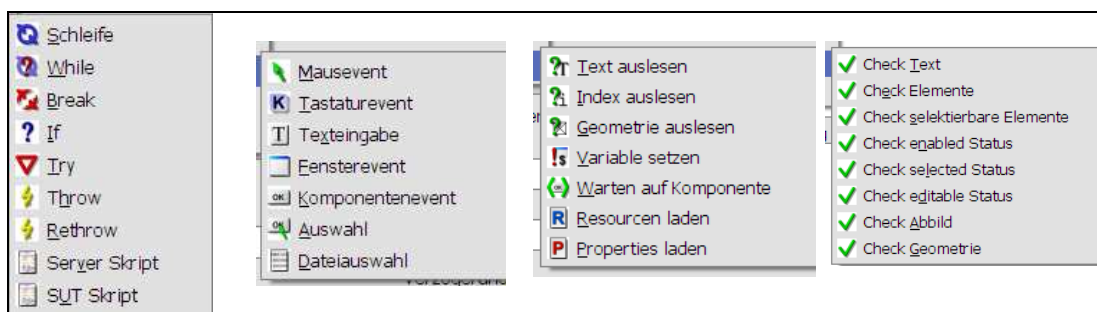 Schleife
While
Break
If
Try
Throw
Rethrow
Server Skript
SUT Skript
Mausevent
Tastaturevent
Texteingabe
Fensterevent
Komponentenevent
Auswahl
Dateiauswahl
Text auslesen
Index auslesen
Geometrie auslesen
Variable setzen
Warten auf Komponente
Resourcen laden
Properties laden
Check Text
Check Elemente
Check selektierbare Elemente
Check enabled Status
Check selected Status
Check editable Status
Check Abbild
Check Geometrie